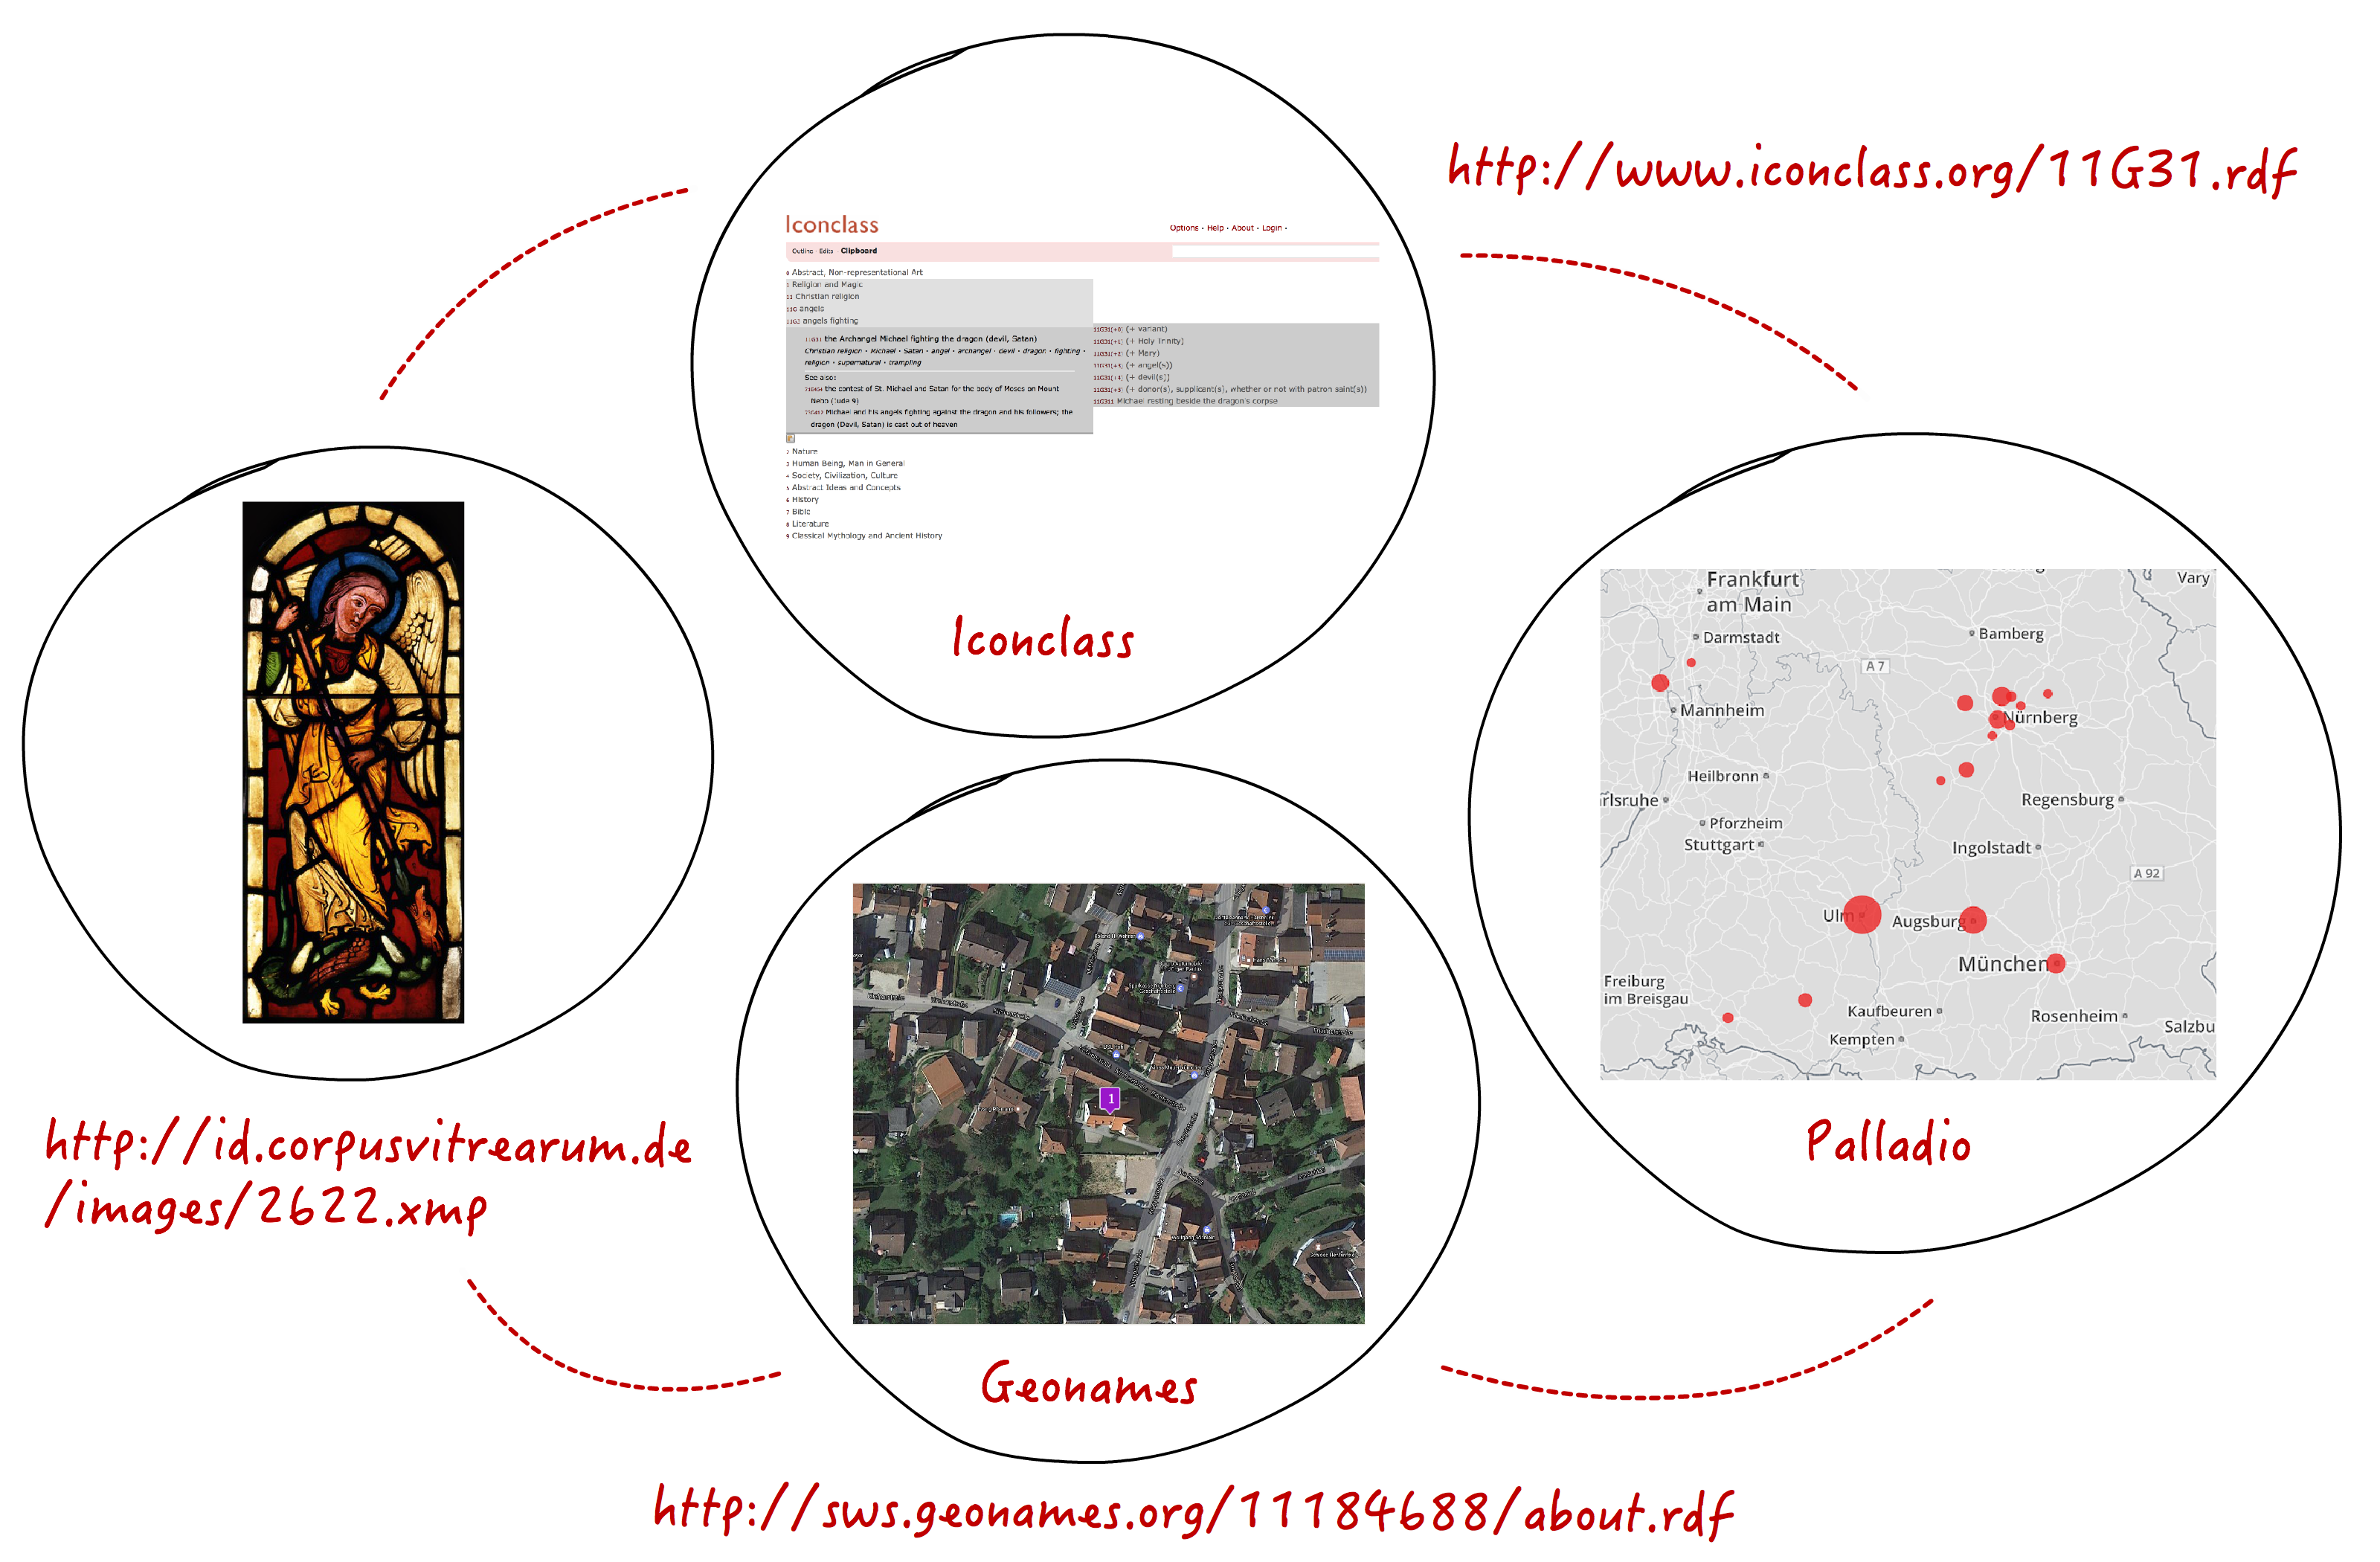 http://www.iconclass.org/11G31.rdf
Iconclass
Options • Help • About • Login •
Outline · Edits · Clipboard
0 Abstract, Non-representational Art
1 Religion and Magic
11 Christian religion
11G angels
11G3 angels fighting
11G31 the Archangel Michael fighting the dragon (devil, Satan)
Christian religion • Michael • Satan • angel • archangel • devil • dragon • fighting •
religion • supernatural • trampling
See also:
the contest of St. Michael and Satan for the body of Moses on Mount
Nebo (Jude 9)
Michael and his angels fighting against the dragon and his followers; the
dragon (Devil, Satan) is cast out of heaven
11G31(+0) (+ variant)
11G31(+1) (+ Holy Trinity)
11G31(+2) (+ Mary)
11G31(+3) (+ angel(s))
11G31(+4) (+ devil(s))
11G31(+5) (+ donor(s), supplicant(s), whether or not with patron saint(s))
11G311 Michael resting beside the dragon's corpse
2 Nature
3 Human Being, Man in General
4 Society, Civilization, Culture
5 Abstract Ideas and Concepts
6 History
7 Bible
8 Literature
9 Classical Mythology and Ancient History
Iconclass
Frankfurt
am Main
Vary
Darmstadt
Bamberg
A 7
Mannheim
Nürnberg
Heilbronn
rlsruhe
Regensburg
Pforzheim
Stuttgart
Ingolstadt
A 92
Ulm
Augsburg
München
Freiburg
im Breisgau
Kaufbeuren
Rosenheim
Salzbu
Kempten
Palladio
http://id.corpusvitrearum.de
/images/2622.xmp
1
Geonames
http://sws.geonames.org/11184688/about.rdf